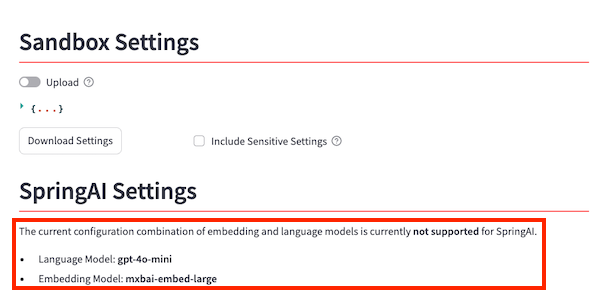 Sandbox Settings
Upload
{...}
Download Settings
Include Sensitive Settings
SpringAI Settings
The current configuration combination of embedding and language models is currently not supported for SpringAI.
• Language Model: gpt-4o-mini
• Embedding Model: mxbai-embed-large